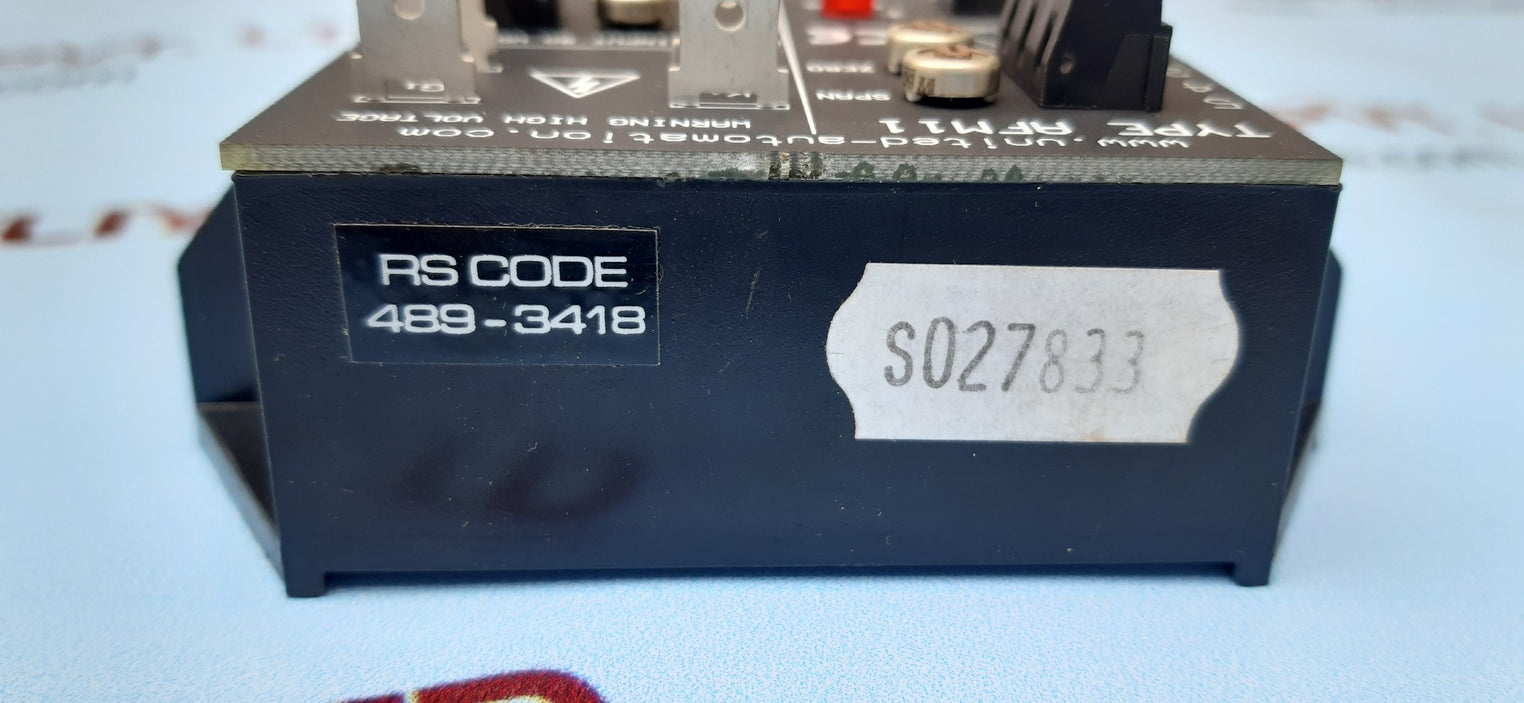 ZERO
SPAN
TYPE AFM11
WARNING HIGH VOLTAGE
www.united-automation.com
RS CODE
489-3418
S027833